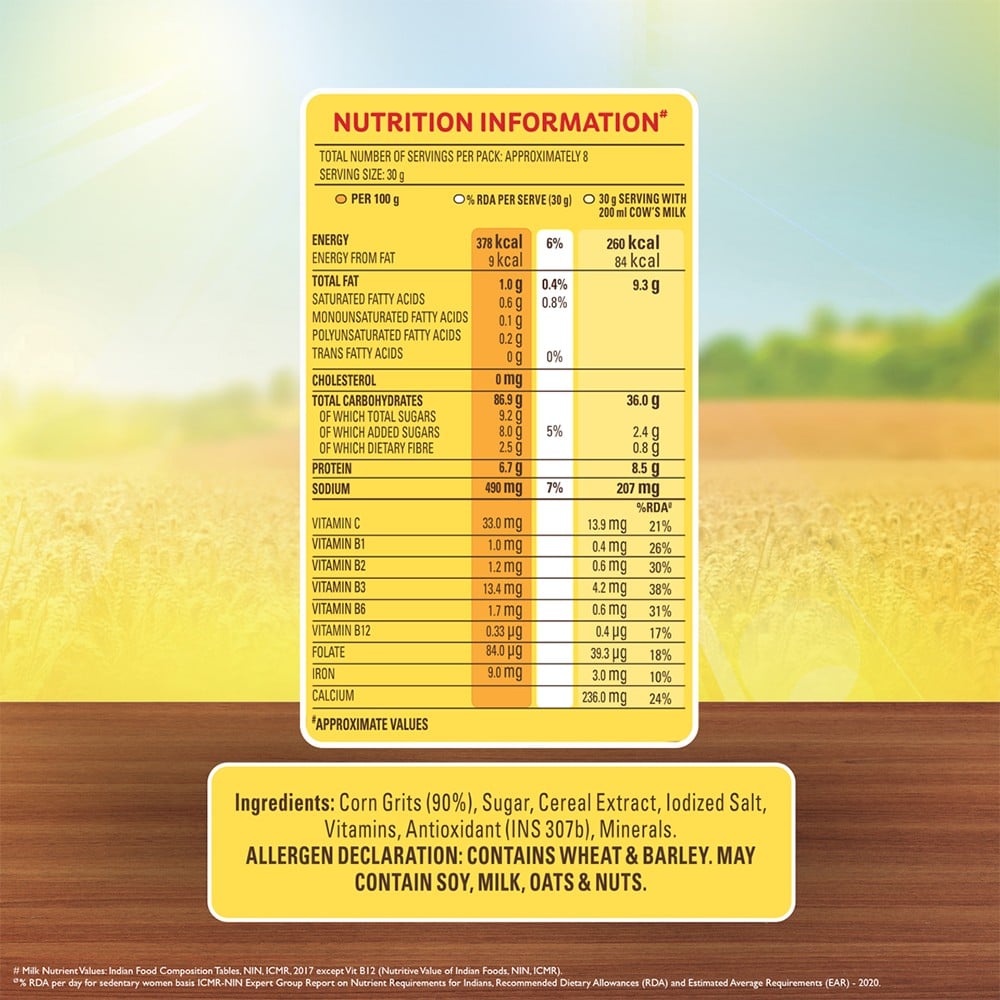 NUTRITION INFORMATION#
TOTAL NUMBER OF SERVINGS PER PACK: APPROXIMATELY 8
SERVING SIZE: 30 g
PER 100 g % RDA PER SERVE (30 g) 30 g SERVING WITH
200 ml COW'S MILK
ENERGY 378 kcal 6% 260 kcal
ENERGY FROM FAT 9 kcal 84 kcal
TOTAL FAT 1.0 g 0.4% 9.3 g
SATURATED FATTY ACIDS 0.6 g 0.8%
MONOUNSATURATED FATTY ACIDS 0.1 g
POLYUNSATURATED FATTY ACIDS 0.2 g
TRANS FATTY ACIDS 0 g 0%
CHOLESTEROL 0 mg
TOTAL CARBOHYDRATES 86.9 g 36.0 g
OF WHICH TOTAL SUGARS 9.2 g
OF WHICH ADDED SUGARS 8.0 g 5% 2.4 g
OF WHICH DIETARY FIBRE 2.5 g 0.8 g
PROTEIN 6.7 g 8.5 g
SODIUM 490 mg 7% 207 mg
%RDA@
VITAMIN C 33.0 mg 13.9 mg 21%
VITAMIN B1 1.0 mg 0.4 mg 26%
VITAMIN B2 1.2 mg 0.6 mg 30%
VITAMIN B3 13.4 mg 4.2 mg 38%
VITAMIN B6 1.7 mg 0.6 mg 31%
VITAMIN B12 0.33 µg 0.4 µg 17%
FOLATE 84.0 µg 39.3 µg 18%
IRON 9.0 mg 3.0 mg 10%
CALCIUM 236.0 mg 24%
#APPROXIMATE VALUES
Ingredients: Corn Grits (90%), Sugar, Cereal Extract, Iodized Salt,
Vitamins, Antioxidant (INS 307b), Minerals.
ALLERGEN DECLARATION: CONTAINS WHEAT & BARLEY. MAY
CONTAIN SOY, MILK, OATS & NUTS.
# Milk Nutrient Values: Indian Food Composition Tables, NIN, ICMR, 2017 except Vit B12 (Nutritive Value of Indian Foods, NIN, ICMR).
@% RDA per day for sedentary women basis ICMR-NIN Expert Group Report on Nutrient Requirements for Indians, Recommended Dietary Allowances (RDA) and Estimated Average Requirements (EAR) - 2020.